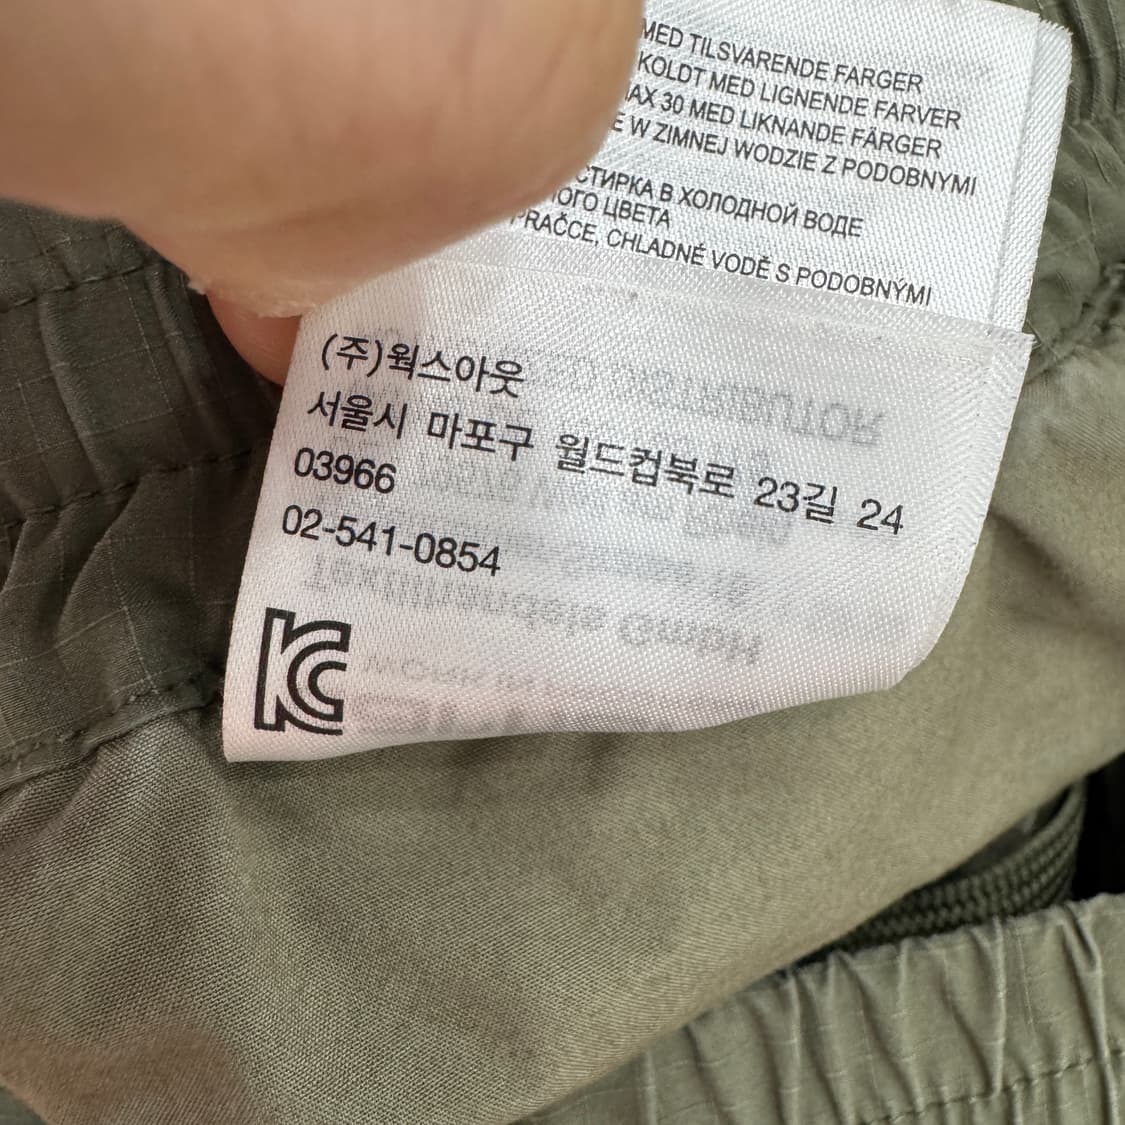 MED TILSVARENDE FARGER
KOLDT MED LIGNENDE FARVER
MAX 30 MED LIKNANDE FÄRGER
E W ZIMNEJ WODZIE Z PODOBNYMI
СТИРКА В ХОЛОДНОЙ ВОДЕ
ОГО ЦВЕТА
PRAČCE, CHLADNÉ VODĚ S PODOBNÝMI
(주)웍스아웃
서울시 마포구 월드컵북로 23길 24
03966
02-541-0854
KC